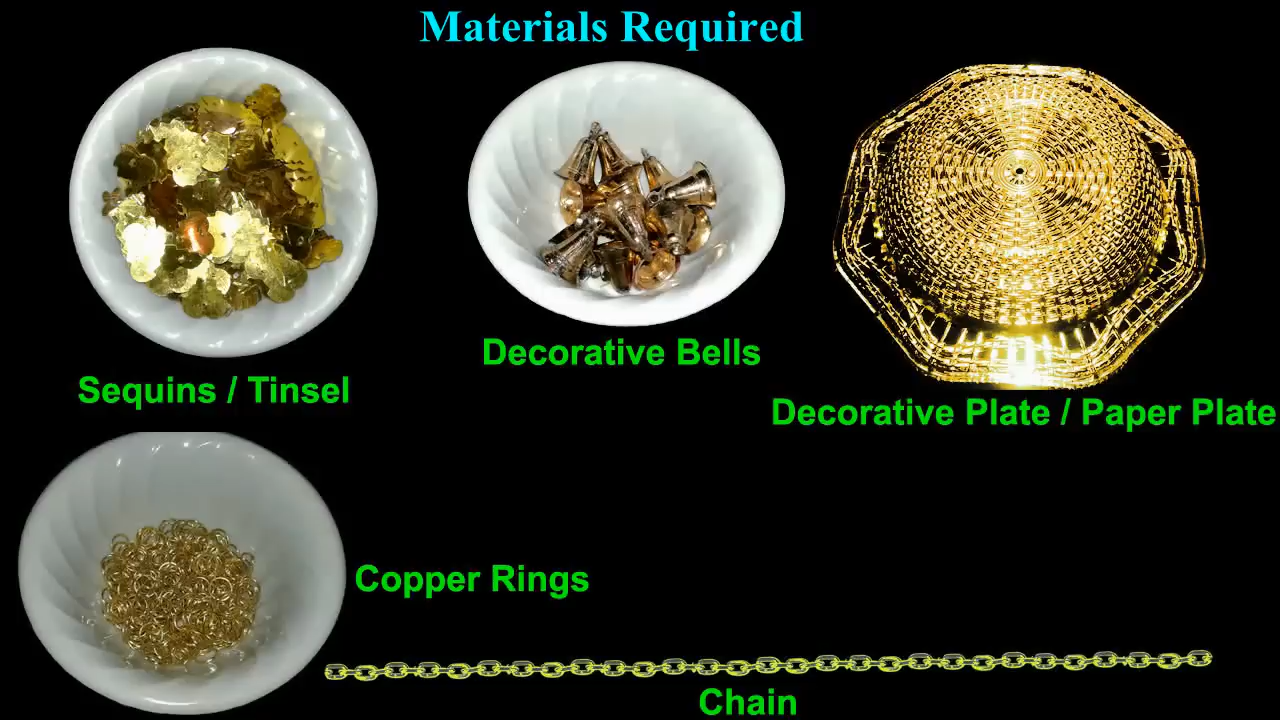 Materials Required
Decorative Bells
Sequins / Tinsel
Decorative Plate / Paper Plate
Copper Rings
Chain